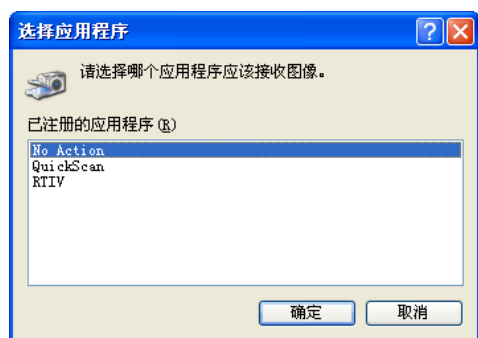 选择应用程序
请选择哪个应用程序应该接收图像。
已注册的应用程序(R)
No Action
QuickScan
RTIV
确定
取消